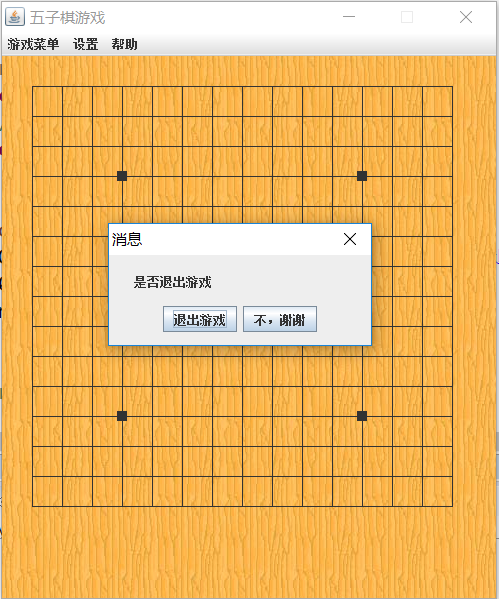 五子棋游戏
游戏菜单 设置 帮助
消息
是否退出游戏
退出游戏 不，谢谢